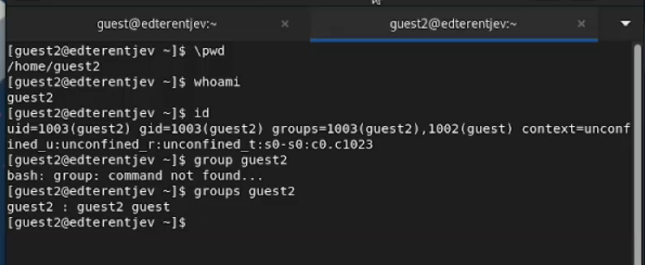 guest@edterentjev:~ × guest2@edterentjev:~ ×
[guest2@edterentjev ~]$ \pwd
/home/guest2
[guest2@edterentjev ~]$ whoami
guest2
[guest2@edterentjev ~]$ id
uid=1003(guest2) gid=1003(guest2) groups=1003(guest2),1002(guest) context=unconf
ined_u:unconfined_r:unconfined_t:s0-s0:c0.c1023
[guest2@edterentjev ~]$ group guest2
bash: group: command not found...
[guest2@edterentjev ~]$ groups guest2
guest2 : guest2 guest
[guest2@edterentjev ~]$